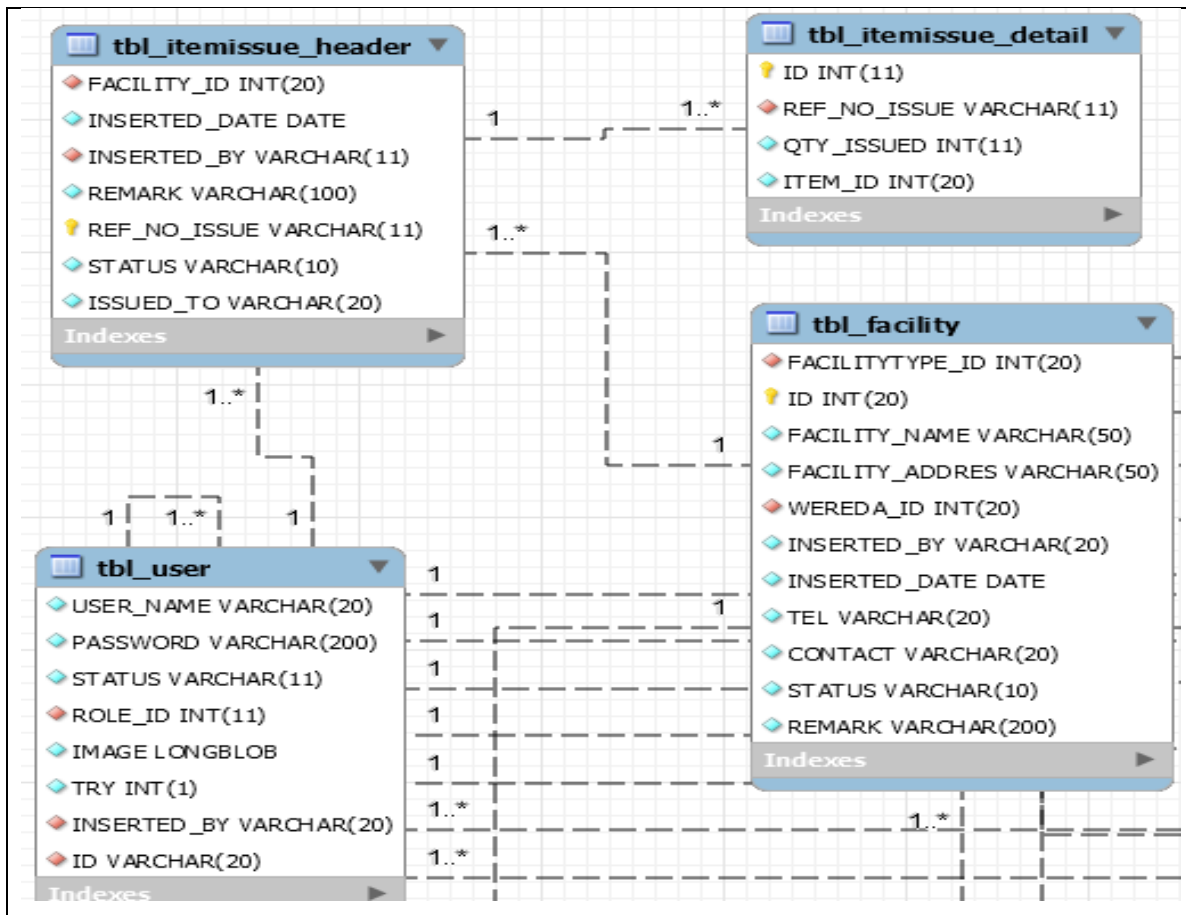 tbl_itemissue_header
FACILITY_ID INT(20)
INSERTED_DATE DATE
INSERTED_BY VARCHAR(11)
REMARK VARCHAR(100)
REF_NO_ISSUE VARCHAR(11)
STATUS VARCHAR(10)
ISSUED_TO VARCHAR(20)
Indexes
1
1..*
tbl_itemissue_detail
ID INT(11)
REF_NO_ISSUE VARCHAR(11)
QTY_ISSUED INT(11)
ITEM_ID INT(20)
Indexes
1..*
1
tbl_facility
FACILITYTYPE_ID INT(20)
ID INT(20)
FACILITY_NAME VARCHAR(50)
FACILITY_ADDRES VARCHAR(50)
WEREDA_ID INT(20)
INSERTED_BY VARCHAR(20)
INSERTED_DATE DATE
TEL VARCHAR(20)
CONTACT VARCHAR(20)
STATUS VARCHAR(10)
REMARK VARCHAR(200)
Indexes
1..*
1..*
1
1..*
1
tbl_user
USER_NAME VARCHAR(20)
PASSWORD VARCHAR(200)
STATUS VARCHAR(11)
ROLE_ID INT(11)
IMAGE LONGBLOB
TRY INT(1)
INSERTED_BY VARCHAR(20)
ID VARCHAR(20)
Indexes
1
1
1
1
1
1
1..*
1..*